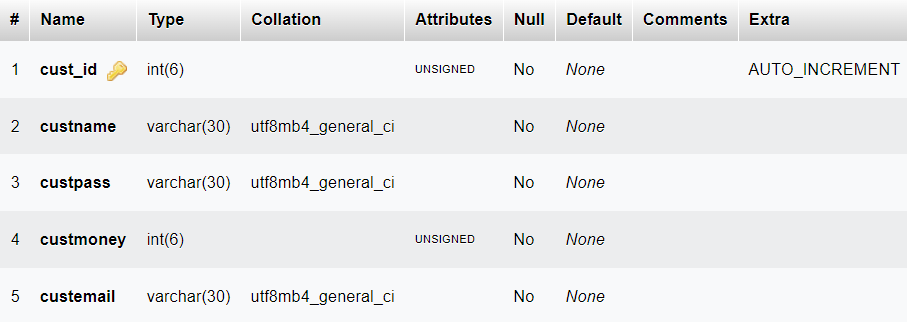 # Name Type Collation Attributes Null Default Comments Extra
1 cust_id int(6) UNSIGNED No None AUTO_INCREMENT
2 custname varchar(30) utf8mb4_general_ci No None
3 custpass varchar(30) utf8mb4_general_ci No None
4 custmoney int(6) UNSIGNED No None
5 custemail varchar(30) utf8mb4_general_ci No None